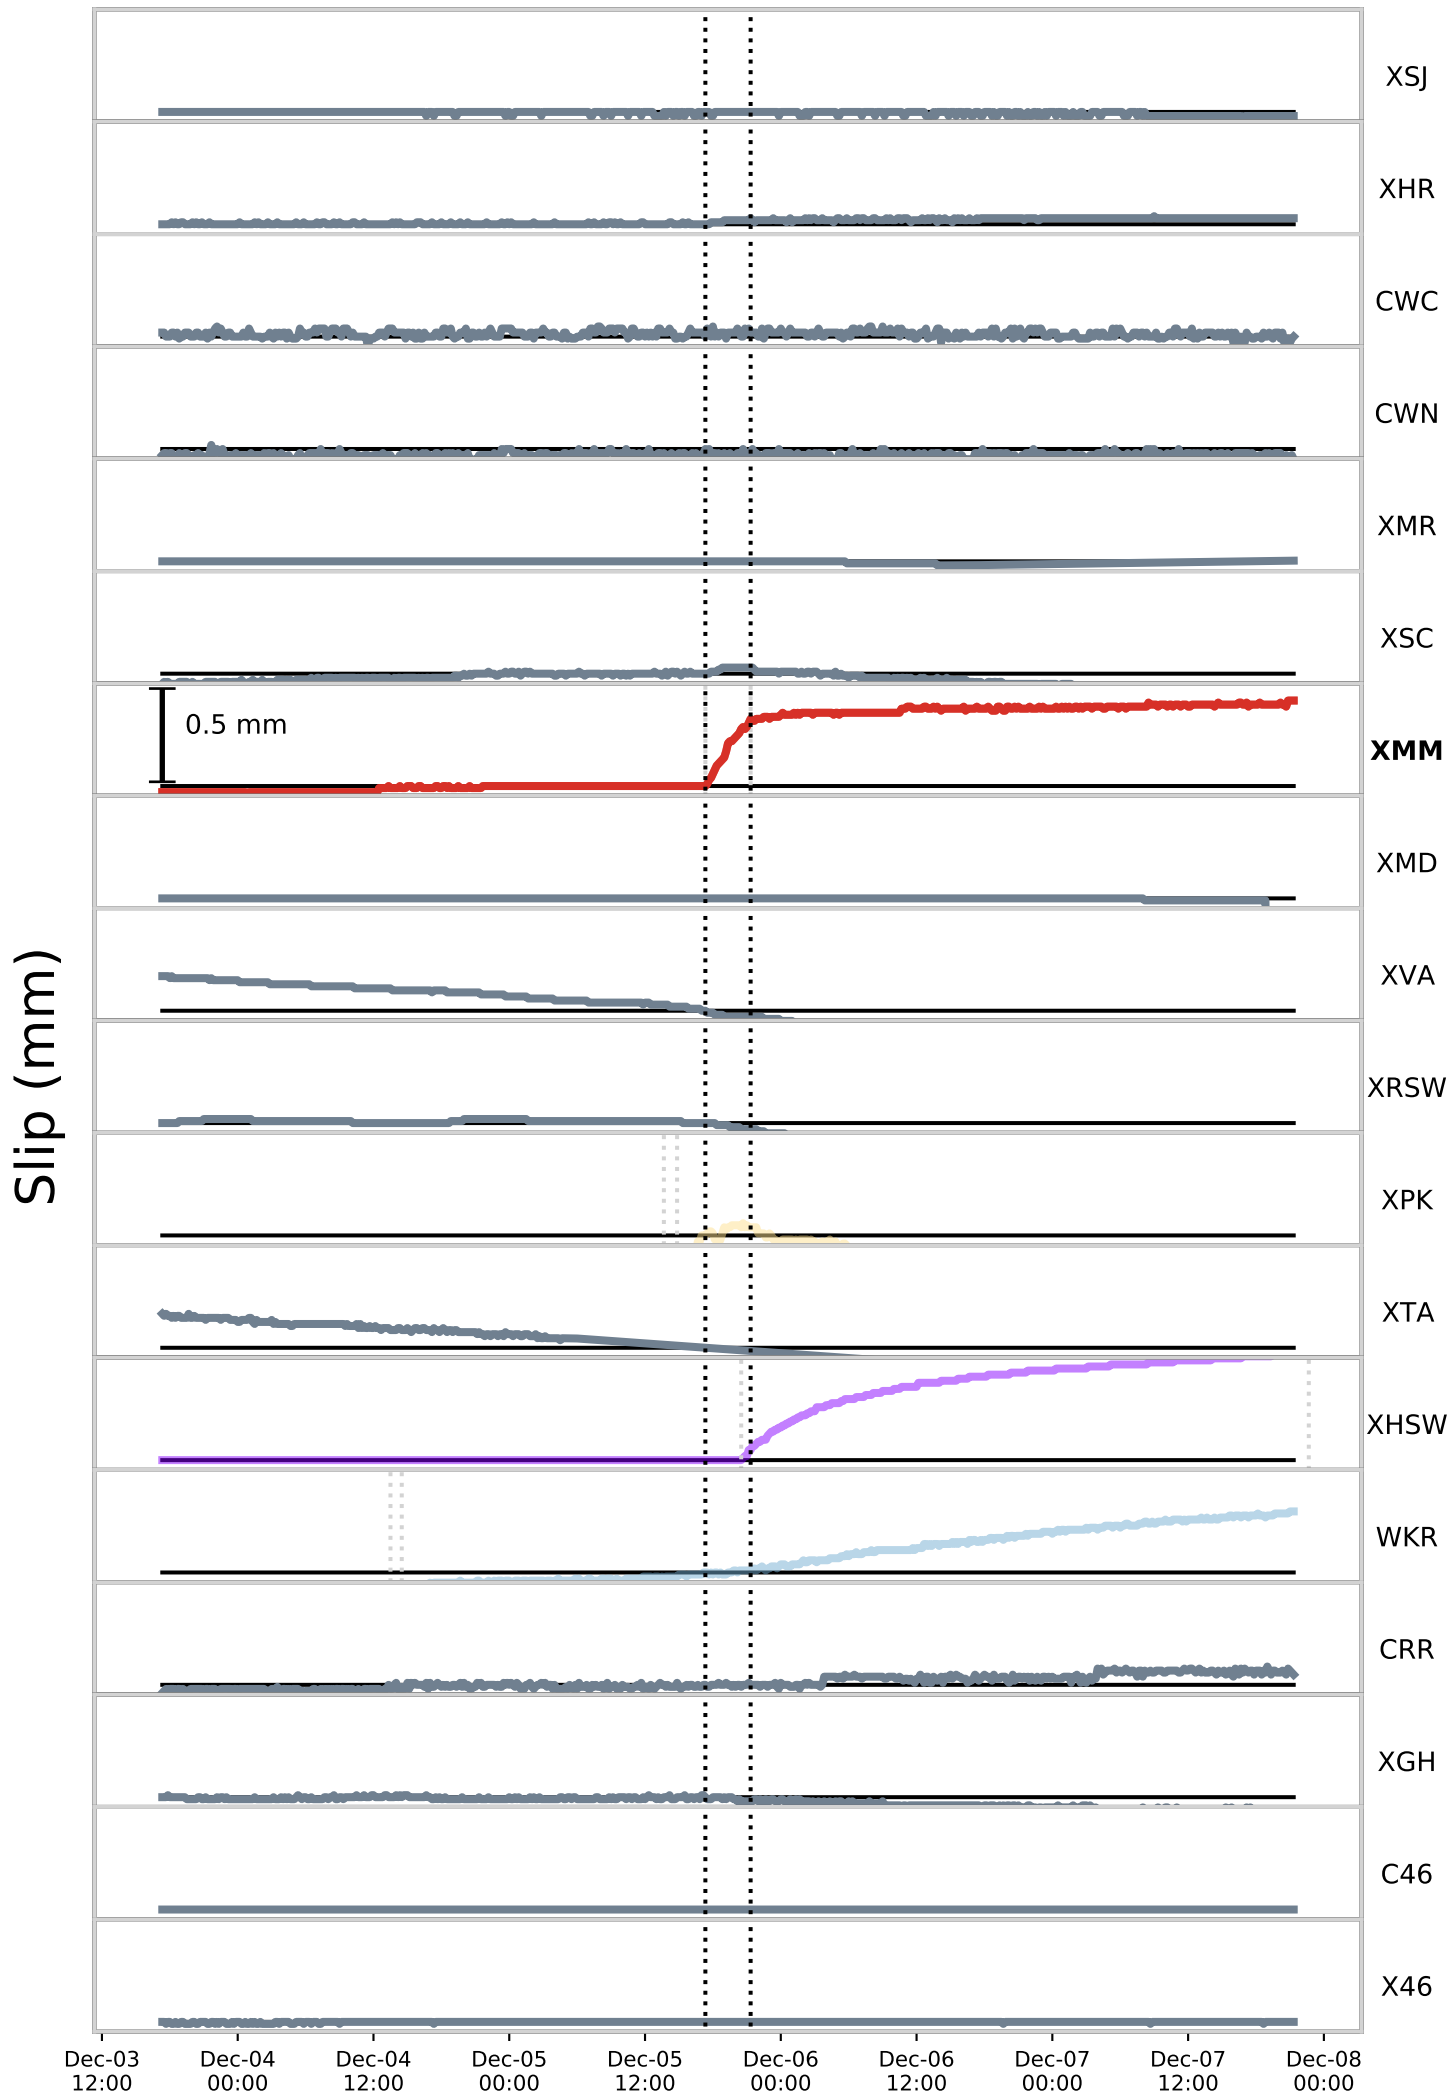 XSJ
XHR
CWC
CWN
XMR
XSC
0.5 mm
XMM
XMD
XVA
Slip (mm)
XRSW
XPK
XTA
XHSW
WKR
CRR
XGH
C46
X46
Dec-03 Dec-04 Dec-04 Dec-05 Dec-05 Dec-06 Dec-06 Dec-07 Dec-07 Dec-08
12:00 00:00 12:00 00:00 12:00 00:00 12:00 00:00 12:00 00:00